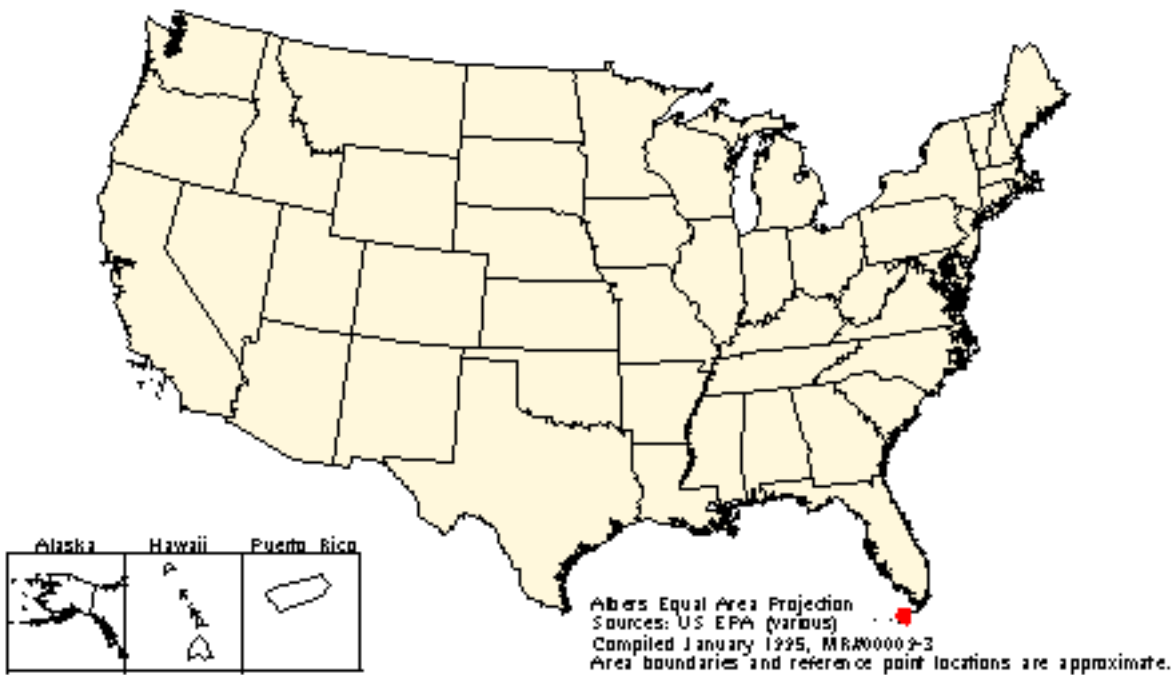 Alaska
Hawaii
Puerto Rico
Albers Equal Area Projection
Sources: US EPA (various)
Compiled January 1995, MR#00009-3
Area boundaries and reference point locations are approximate.